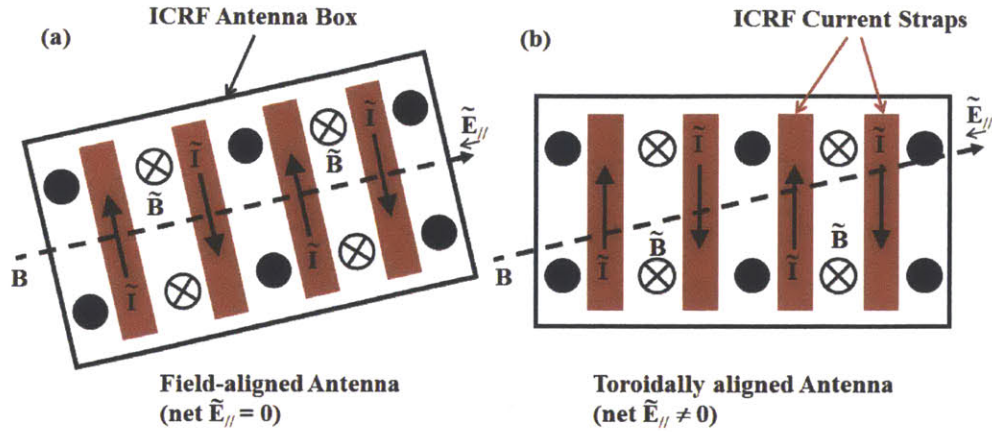 ICRF Antenna Box
(a)
Ẽ//
Ĩ
B̃
B̃
B
Ĩ
Ĩ
Field-aligned Antenna
(net Ẽ// = 0)
ICRF Current Straps
(b)
Ẽ//
Ĩ
Ĩ
B̃
B̃
B
Ĩ
Ĩ
Toroidally aligned Antenna
(net Ẽ// ≠ 0)